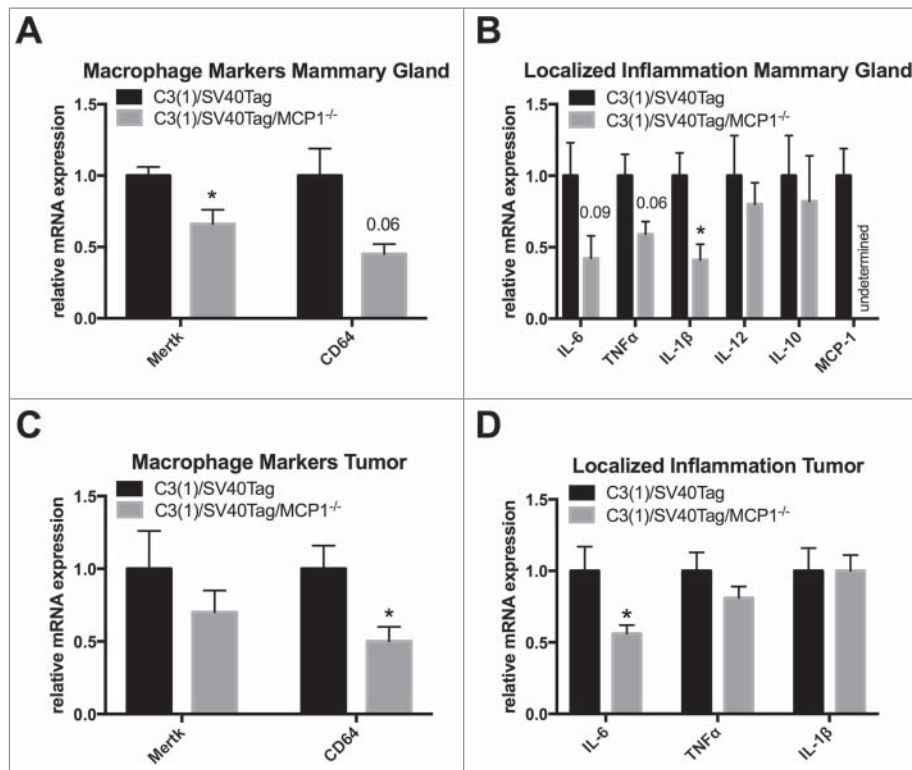 A
Macrophage Markers Mammary Gland
C3(1)/SV40Tag
C3(1)/SV40Tag/MCP1-/-
relative mRNA expression
1.5
1.0
0.5
0.0
*
0.06
Mertk
CD64
B
Localized Inflammation Mammary Gland
C3(1)/SV40Tag
C3(1)/SV40Tag/MCP1-/-
relative mRNA expression
1.5
1.0
0.5
0.0
0.09
0.06
*
undetermined
IL-6
TNFα
IL-1β
IL-12
IL-10
MCP-1
C
Macrophage Markers Tumor
C3(1)/SV40Tag
C3(1)/SV40Tag/MCP1-/-
relative mRNA expression
1.5
1.0
0.5
0.0
*
Mertk
CD64
D
Localized Inflammation Tumor
C3(1)/SV40Tag
C3(1)/SV40Tag/MCP1-/-
relative mRNA expression
1.5
1.0
0.5
0.0
*
IL-6
TNFα
IL-1β